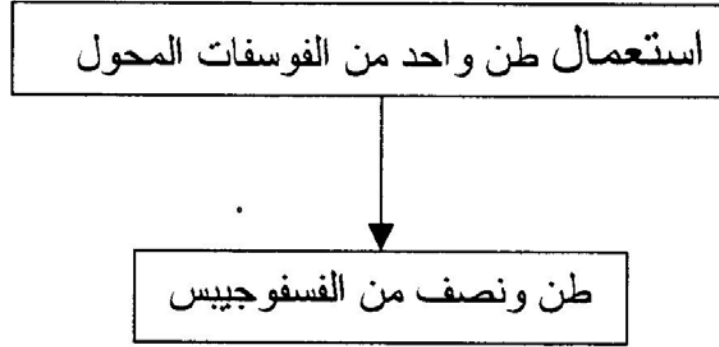 استعمال طن واحد من الفوسفات المحول
طن ونصف من الفسفوجيبس